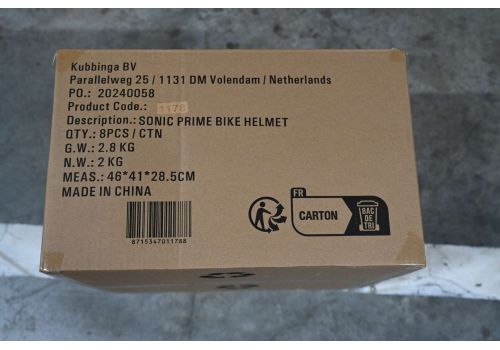 Kubbinga BV
Parallelweg 25 / 1131 DM Volendam / Netherlands
PO.: 20240058
Product Code.: 1178
Description.: SONIC PRIME BIKE HELMET
QTY.: 8PCS / CTN
G.W.: 2.8 KG
N.W.: 2 KG
MEAS.: 46*41*28.5CM
MADE IN CHINA
8715347011788
FR
CARTON
BAC
DE
TRI